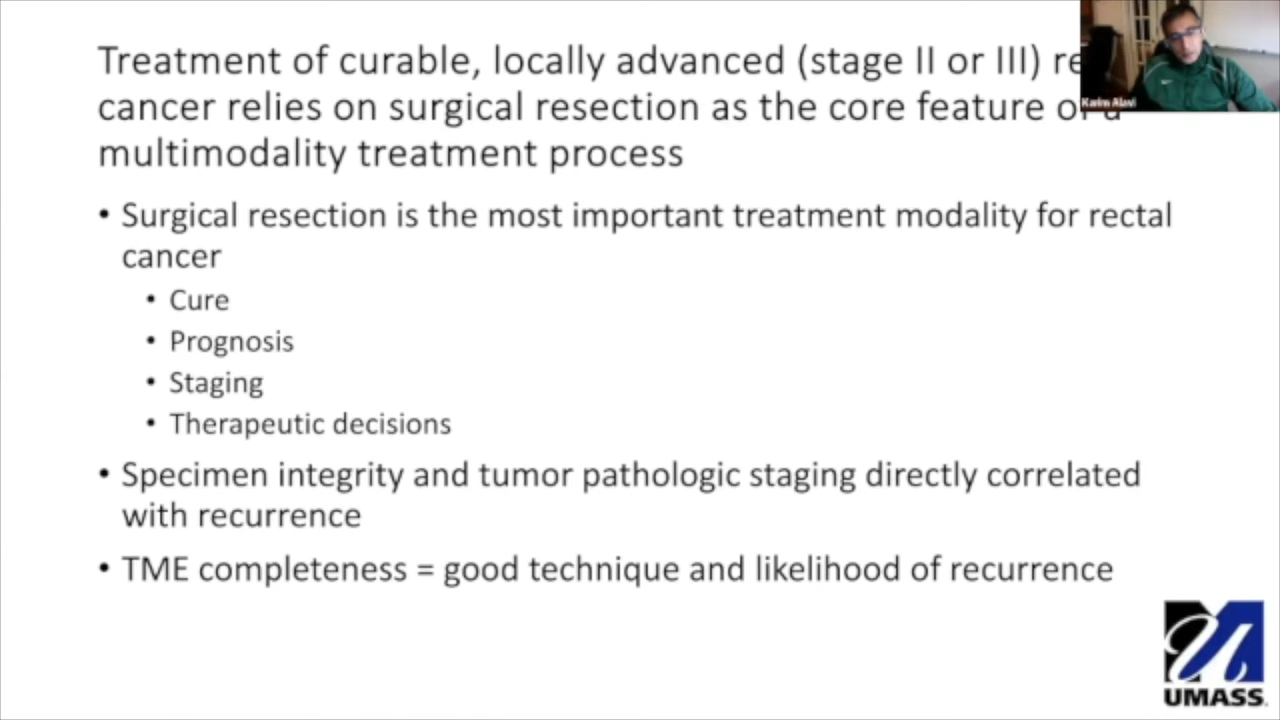 Treatment of curable, locally advanced (stage II or III) re
cancer relies on surgical resection as the core feature of a
multimodality treatment process
• Surgical resection is the most important treatment modality for rectal
cancer
• Cure
• Prognosis
• Staging
• Therapeutic decisions
• Specimen integrity and tumor pathologic staging directly correlated
with recurrence
• TME completeness = good technique and likelihood of recurrence
Karim Alavi
U
UMASS